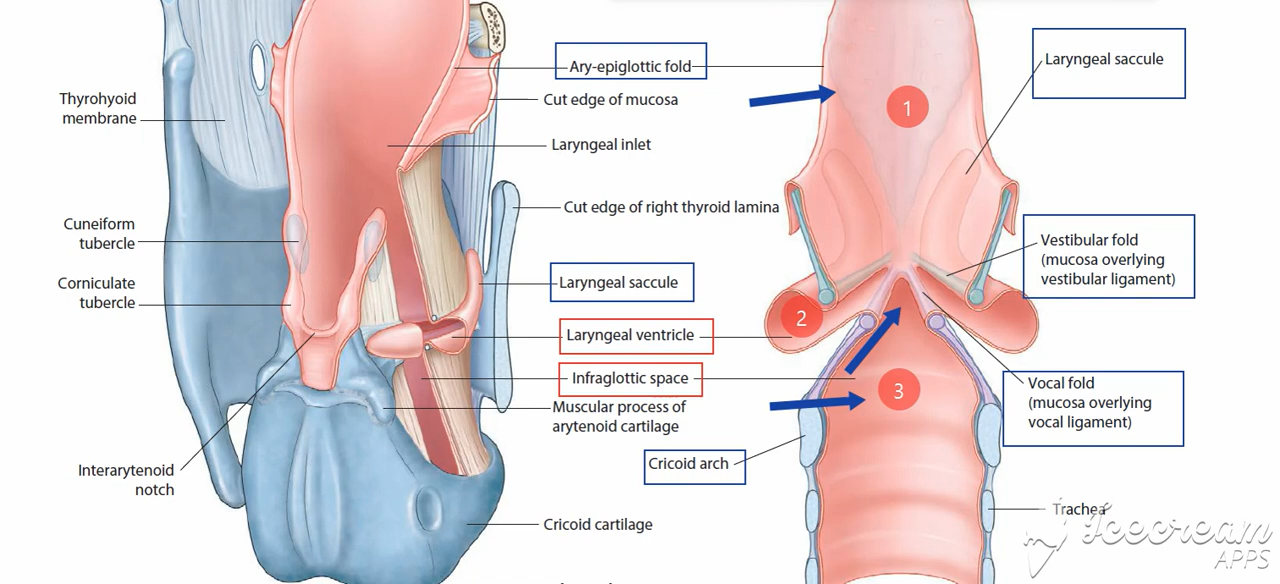 Thyrohyoid
membrane
Cuneiform
tubercle
Corniculate
tubercle
Interarytenoid
notch
Ary-epiglottic fold
Cut edge of mucosa
Laryngeal inlet
Cut edge of right thyroid lamina
Laryngeal saccule
Laryngeal ventricle
Infraglottic space
Muscular process of
arytenoid cartilage
Cricoid arch
Cricoid cartilage
1
2
3
Laryngeal saccule
Vestibular fold
(mucosa overlying
vestibular ligament)
Vocal fold
(mucosa overlying
vocal ligament)
Trachea
Icecream
APPS